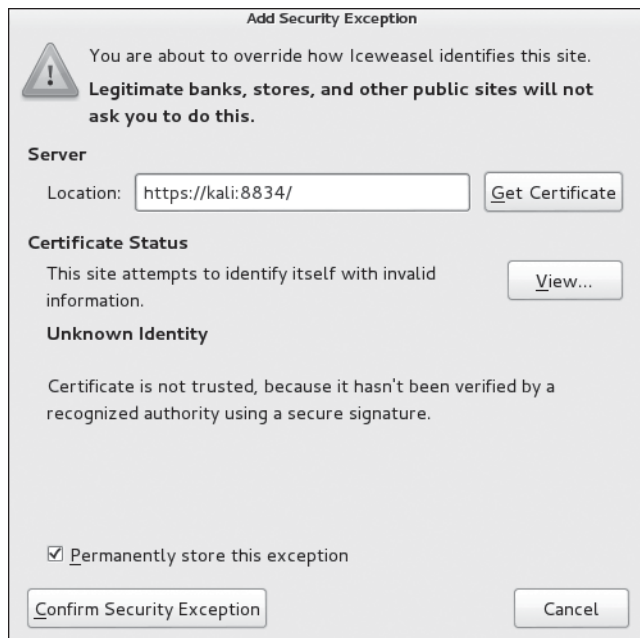 Add Security Exception
You are about to override how Iceweasel identifies this site.
Legitimate banks, stores, and other public sites will not
ask you to do this.
Server
Location: https://kali:8834/ Get Certificate
Certificate Status
This site attempts to identify itself with invalid
information.
View...
Unknown Identity
Certificate is not trusted, because it hasn't been verified by a
recognized authority using a secure signature.
Permanently store this exception
Confirm Security Exception Cancel